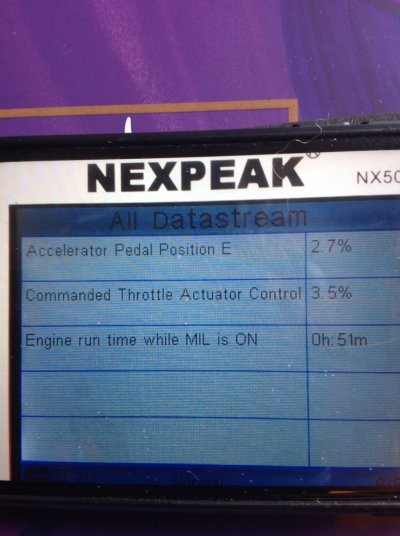 NEXPEAK®
NX50
All Datastream
Accelerator Pedal Position E 2.7%
Commanded Throttle Actuator Control 3.5%
Engine run time while MIL is ON 0h:51m